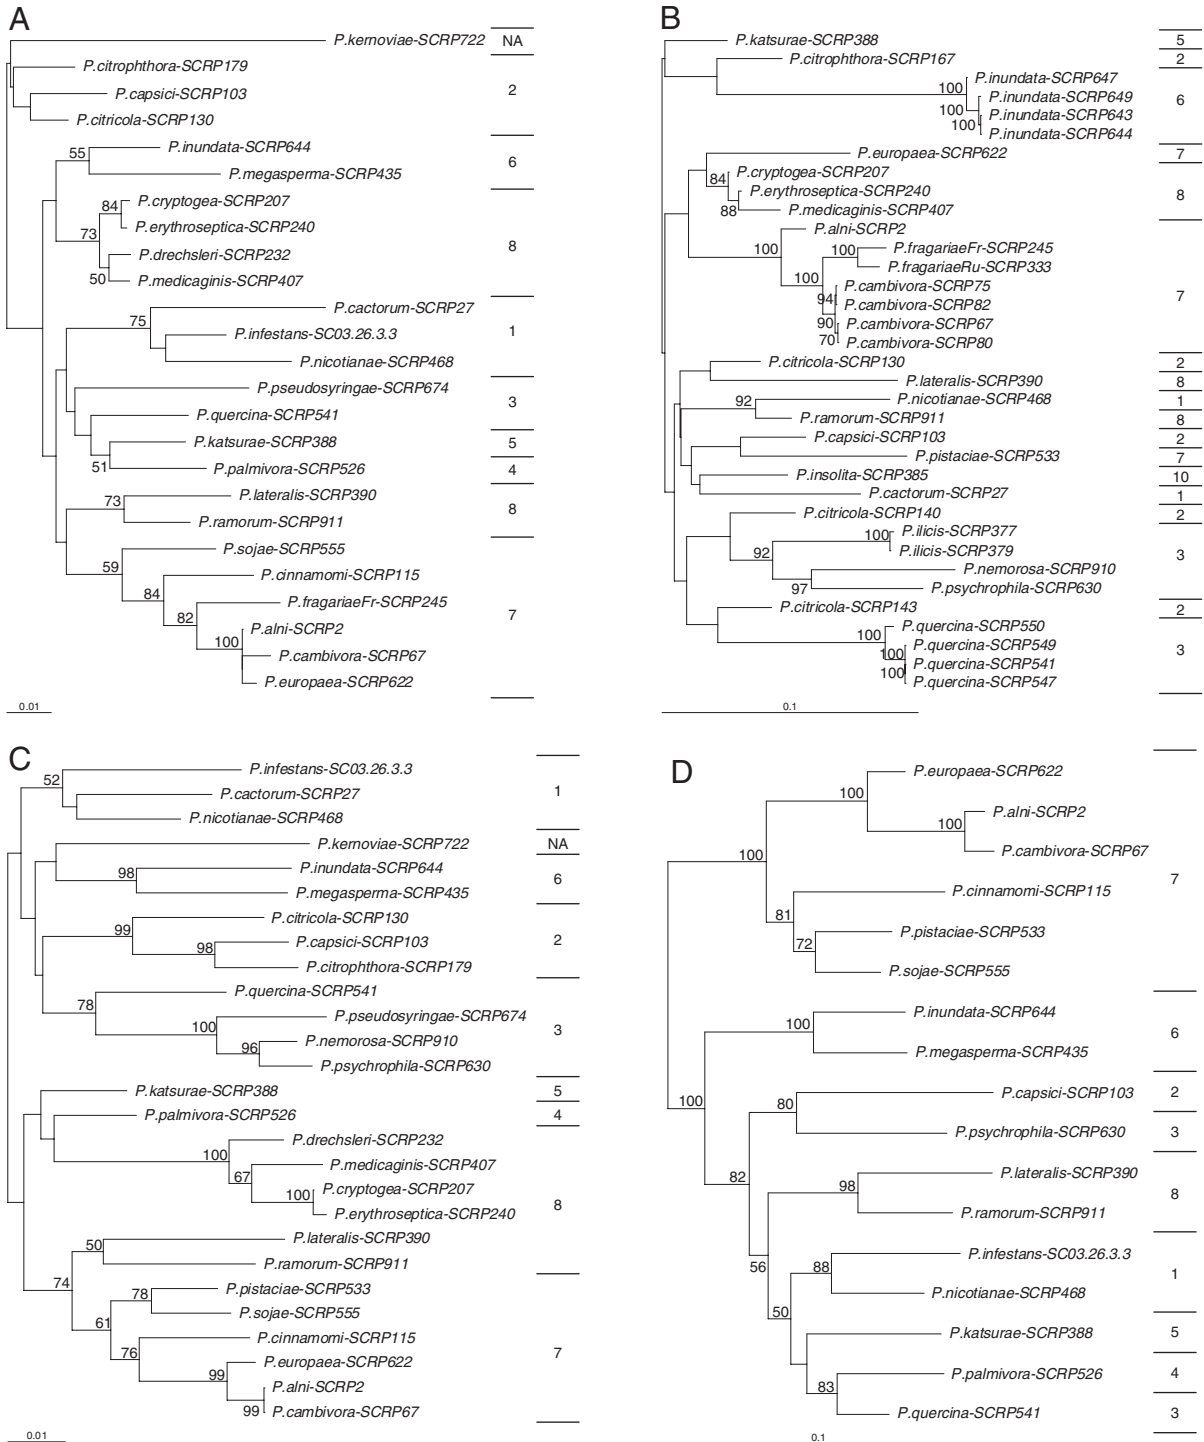 A
P.kernoviae-SCRP722 NA
P.citrophthora-SCRP179
P.capsici-SCRP103 2
P.citricola-SCRP130
P.inundata-SCRP644
55 6
P.megasperma-SCRP435
P.cryptogea-SCRP207
84
P.erythroseptica-SCRP240
73 8
P.drechsleri-SCRP232
50 P.medicaginis-SCRP407
P.cactorum-SCRP27
75
P.infestans-SC03.26.3.3 1
P.nicotianae-SCRP468
P.pseudosyringae-SCRP674
3
P.quercina-SCRP541
P.katsurae-SCRP388 5
51 P.palmivora-SCRP526 4
P.lateralis-SCRP390
73 8
P.ramorum-SCRP911
P.sojae-SCRP555
59
P.cinnamomi-SCRP115
84
P.fragariaeFr-SCRP245
82 7
P.alni-SCRP2
100
P.cambivora-SCRP67
P.europaea-SCRP622
0.01
B
P.katsurae-SCRP388 5
P.citrophthora-SCRP167 2
P.inundata-SCRP647
100
P.inundata-SCRP649 6
100
P.inundata-SCRP643
100
P.inundata-SCRP644
P.europaea-SCRP622 7
P.cryptogea-SCRP207
84
P.erythroseptica-SCRP240 8
88 P.medicaginis-SCRP407
P.alni-SCRP2
100 100 P.fragariaeFr-SCRP245
P.fragariaeRu-SCRP333
100
P.cambivora-SCRP75 7
94 P.cambivora-SCRP82
90 P.cambivora-SCRP67
70 P.cambivora-SCRP80
P.citricola-SCRP130 2
P.lateralis-SCRP390 8
92 P.nicotianae-SCRP468 1
P.ramorum-SCRP911 8
P.capsici-SCRP103 2
P.pistaciae-SCRP533 7
P.insolita-SCRP385 10
P.cactorum-SCRP27 1
P.citricola-SCRP140 2
100 P.ilicis-SCRP377
92 P.ilicis-SCRP379 3
P.nemorosa-SCRP910
97 P.psychrophila-SCRP630
P.citricola-SCRP143 2
P.quercina-SCRP550
100
P.quercina-SCRP549 3
100
P.quercina-SCRP541
100
P.quercina-SCRP547
0.1
C
P.infestans-SC03.26.3.3
52
P.cactorum-SCRP27 1
P.nicotianae-SCRP468
P.kernoviae-SCRP722 NA
P.inundata-SCRP644
98 6
P.megasperma-SCRP435
P.citricola-SCRP130
99
P.capsici-SCRP103 2
98
P.citrophthora-SCRP179
P.quercina-SCRP541
78
P.pseudosyringae-SCRP674
100 3
P.nemorosa-SCRP910
96
P.psychrophila-SCRP630
P.katsurae-SCRP388 5
P.palmivora-SCRP526 4
P.drechsleri-SCRP232
100
P.medicaginis-SCRP407
67
P.cryptogea-SCRP207
100 8
P.erythroseptica-SCRP240
P.lateralis-SCRP390
50
P.ramorum-SCRP911
74
P.pistaciae-SCRP533
78
P.sojae-SCRP555
61
P.cinnamomi-SCRP115
76 7
P.europaea-SCRP622
99
P.alni-SCRP2
99 P.cambivora-SCRP67
0.01
D
P.europaea-SCRP622
100
P.alni-SCRP2
100
P.cambivora-SCRP67
100
7
P.cinnamomi-SCRP115
81
P.pistaciae-SCRP533
72
P.sojae-SCRP555
P.inundata-SCRP644
100 6
P.megasperma-SCRP435
P.capsici-SCRP103 2
100 80
P.psychrophila-SCRP630 3
P.lateralis-SCRP390
82 98 8
P.ramorum-SCRP911
P.infestans-SC03.26.3.3
56 88 1
P.nicotianae-SCRP468
50
P.katsurae-SCRP388 5
P.palmivora-SCRP526 4
83
P.quercina-SCRP541 3
0.1